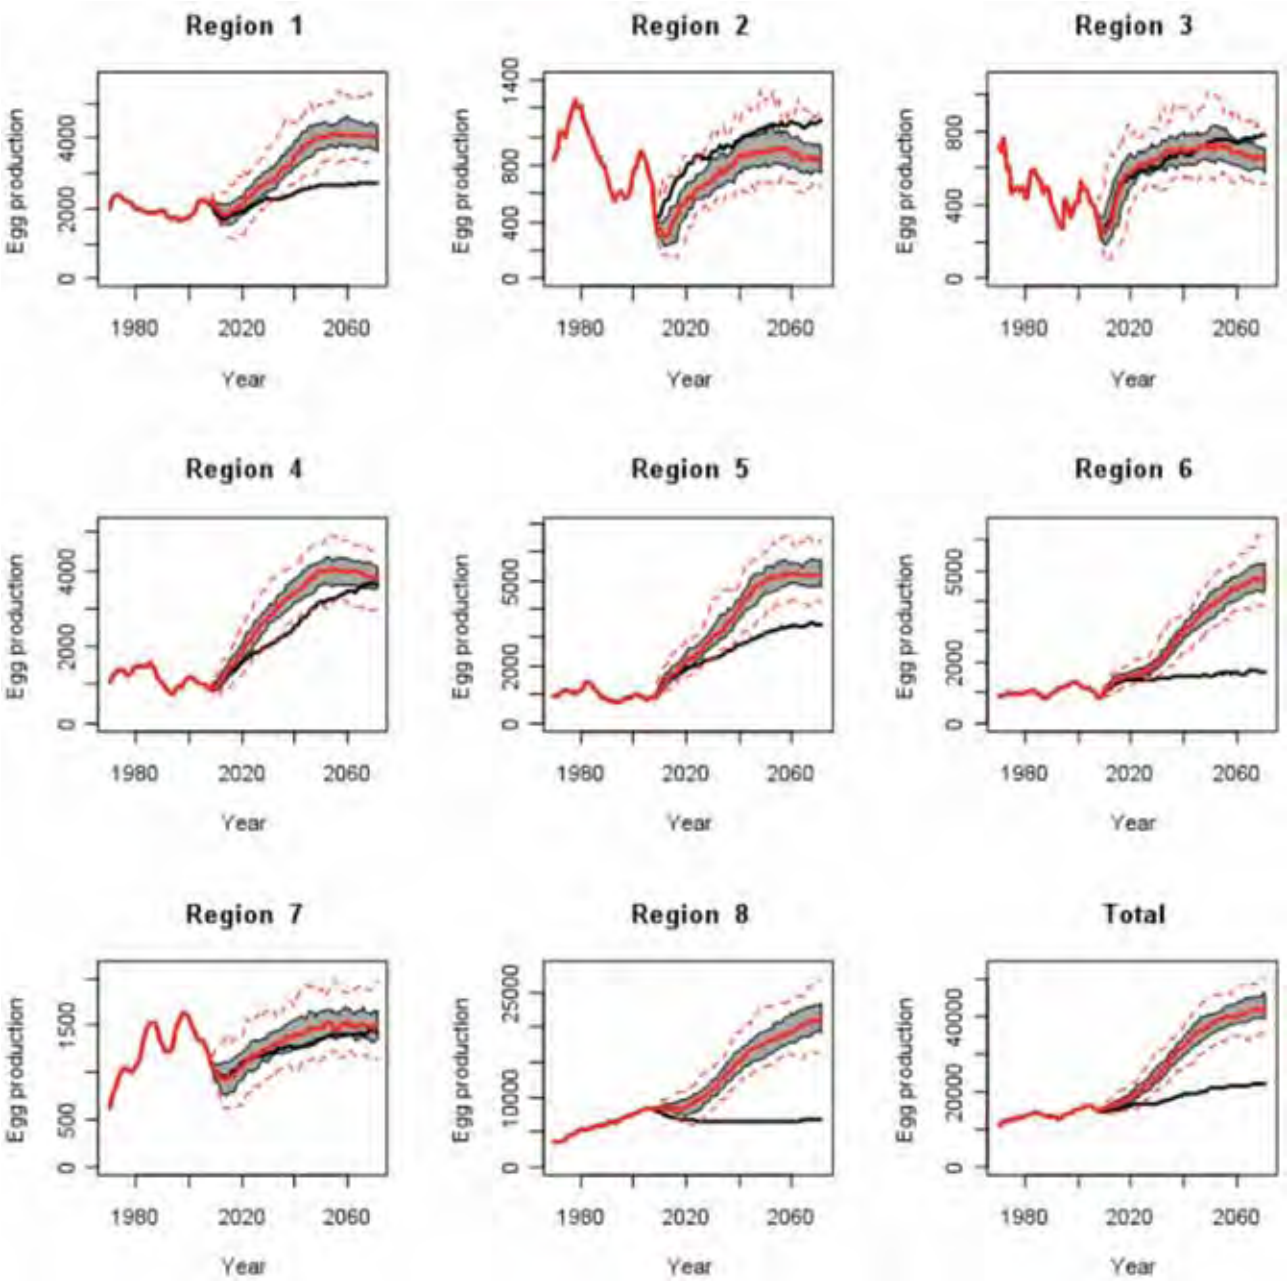 Region 1
Region 2
Region 3
Egg production
0
2000
4000
1980
2020
2060
Year
Egg production
0
400
800
1400
1980
2020
2060
Year
Egg production
0
400
800
1980
2020
2060
Year
Region 4
Region 5
Region 6
Egg production
0
2000
4000
1980
2020
2060
Year
Egg production
0
2000
5000
1980
2020
2060
Year
Egg production
0
2000
5000
1980
2020
2060
Year
Region 7
Region 8
Total
Egg production
0
500
1500
1980
2020
2060
Year
Egg production
0
10000
25000
1980
2020
2060
Year
Egg production
0
20000
40000
1980
2020
2060
Year